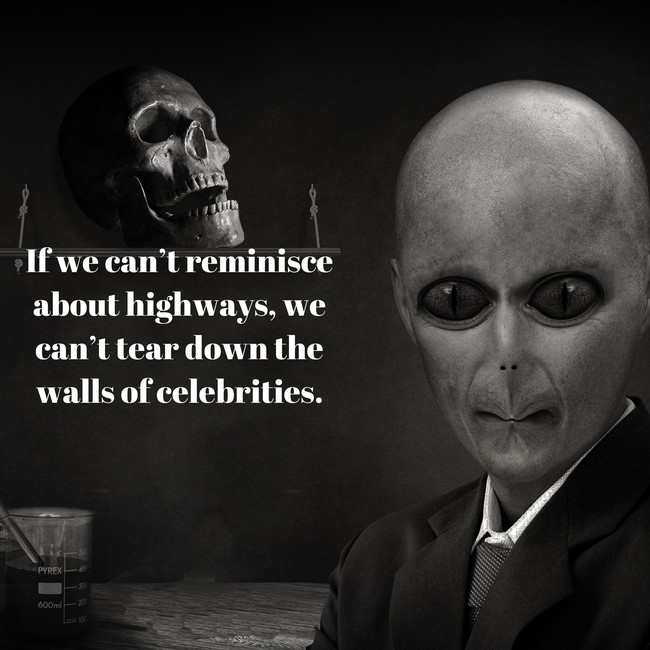 If we can’t reminisce
about highways, we
can’t tear down the
walls of celebrities.
PYREX
600ml